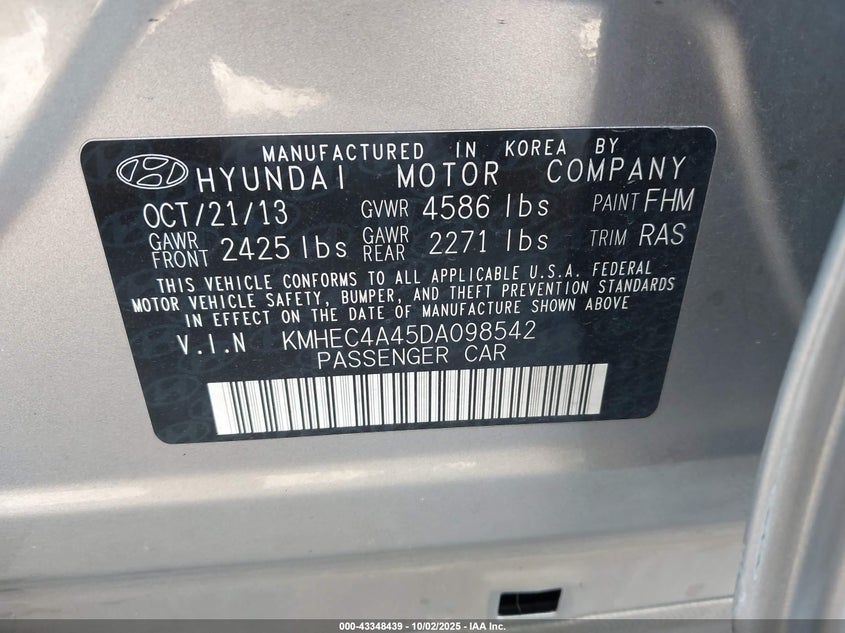 MANUFACTURED IN KOREA BY
HYUNDAI MOTOR COMPANY
OCT/21/13 GVWR 4586 lbs PAINT FHM
GAWR FRONT 2425 lbs GAWR REAR 2271 lbs TRIM RAS
THIS VEHICLE CONFORMS TO ALL APPLICABLE U.S.A. FEDERAL
MOTOR VEHICLE SAFETY, BUMPER, AND THEFT PREVENTION STANDARDS
IN EFFECT ON THE DATE OF MANUFACTURE SHOWN ABOVE
V.I.N KMHEC4A45DA098542
PASSENGER CAR
000-43348439 - 10/02/2025 - IAA Inc.